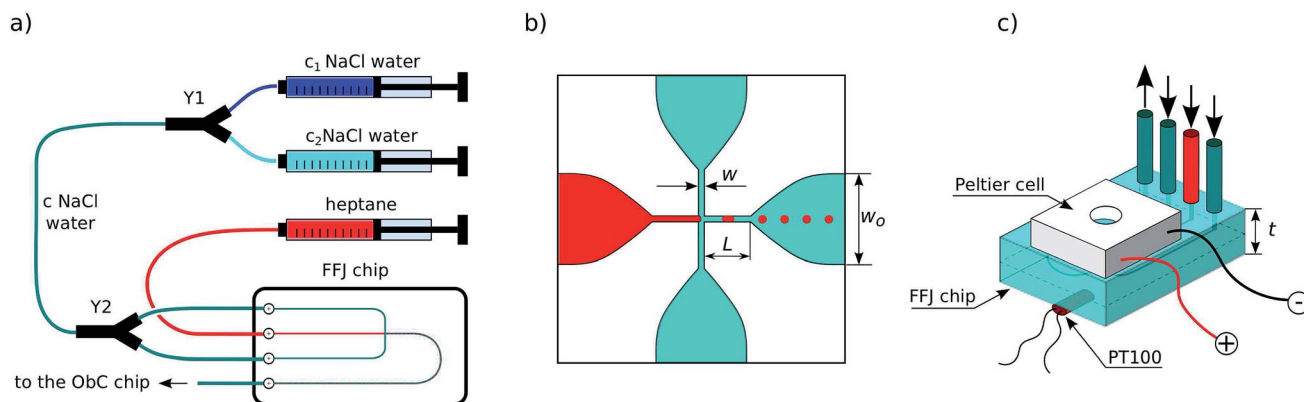 a)
c₁ NaCl water
Y1
c₂NaCl water
c NaCl
water
heptane
FFJ chip
Y2
to the ObC chip
b)
w
wₒ
L
c)
Peltier cell
t
FFJ chip
PT100
+
-